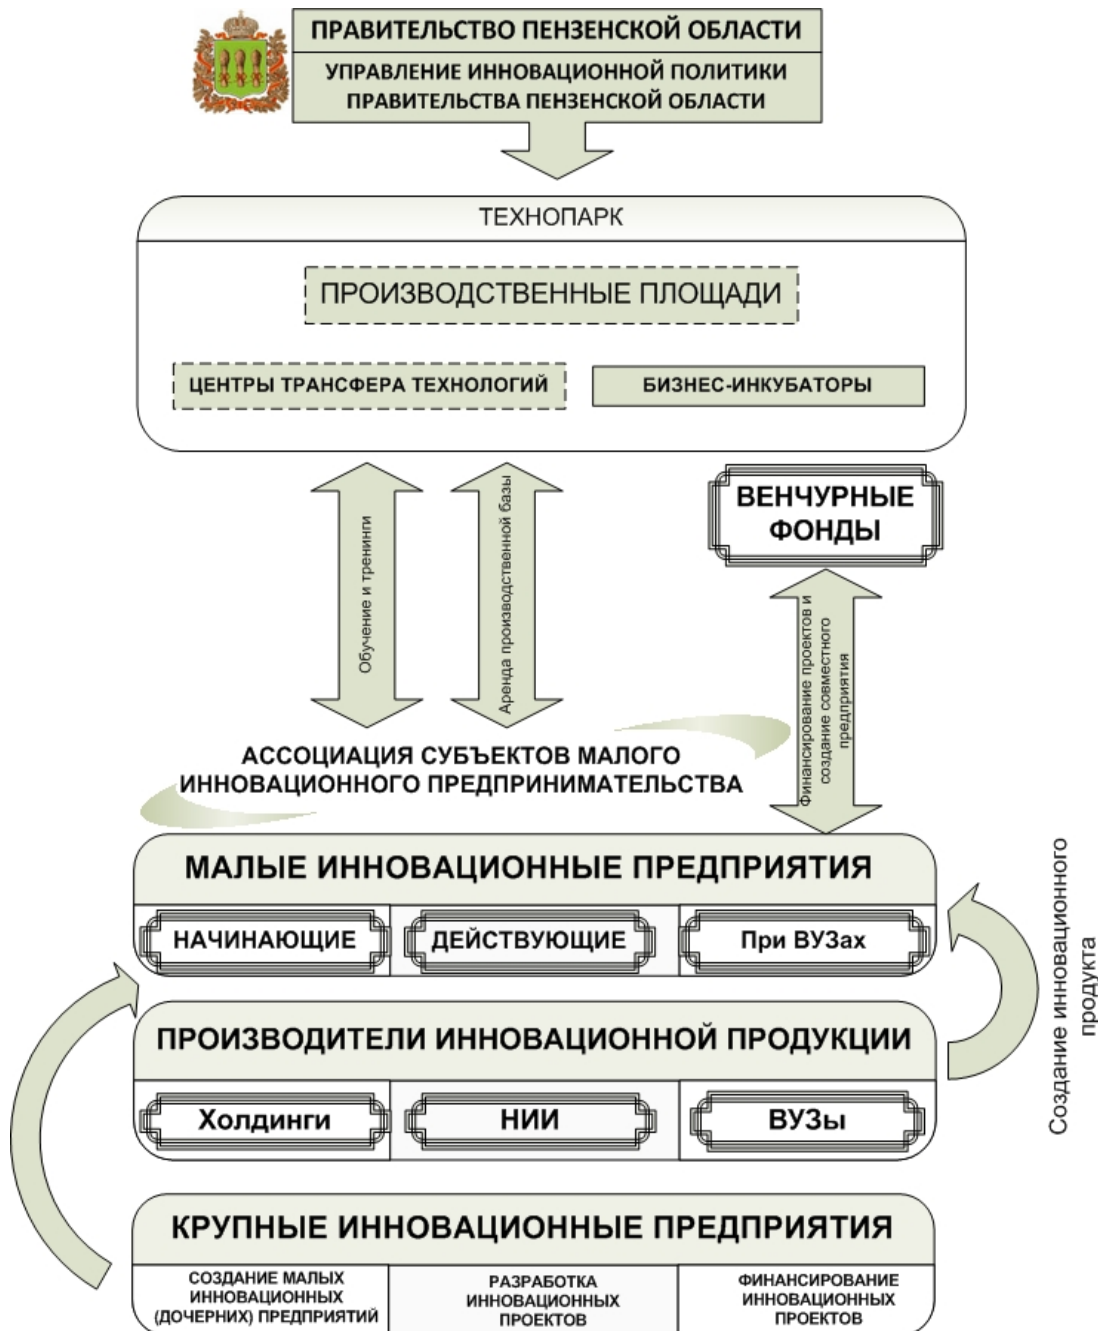 ПРАВИТЕЛЬСТВО ПЕНЗЕНСКОЙ ОБЛАСТИ
УПРАВЛЕНИЕ ИННОВАЦИОННОЙ ПОЛИТИКИ
ПРАВИТЕЛЬСТВА ПЕНЗЕНСКОЙ ОБЛАСТИ
ТЕХНОПАРК
ПРОИЗВОДСТВЕННЫЕ ПЛОЩАДИ
ЦЕНТРЫ ТРАНСФЕРА ТЕХНОЛОГИЙ
БИЗНЕС-ИНКУБАТОРЫ
Обучение и тренинги
Аренда производственной базы
ВЕНЧУРНЫЕ
ФОНДЫ
Финансирование проектов и
создание совместного
предприятия
АССОЦИАЦИЯ СУБЪЕКТОВ МАЛОГО
ИННОВАЦИОННОГО ПРЕДПРИНИМАТЕЛЬСТВА
МАЛЫЕ ИННОВАЦИОННЫЕ ПРЕДПРИЯТИЯ
НАЧИНАЮЩИЕ
ДЕЙСТВУЮЩИЕ
При ВУЗах
Создание инновационного
продукта
ПРОИЗВОДИТЕЛИ ИННОВАЦИОННОЙ ПРОДУКЦИИ
Холдинги
НИИ
ВУЗы
КРУПНЫЕ ИННОВАЦИОННЫЕ ПРЕДПРИЯТИЯ
СОЗДАНИЕ МАЛЫХ
ИННОВАЦИОННЫХ
(ДОЧЕРНИХ) ПРЕДПРИЯТИЙ
РАЗРАБОТКА
ИННОВАЦИОННЫХ
ПРОЕКТОВ
ФИНАНСИРОВАНИЕ
ИННОВАЦИОННЫХ
ПРОЕКТОВ